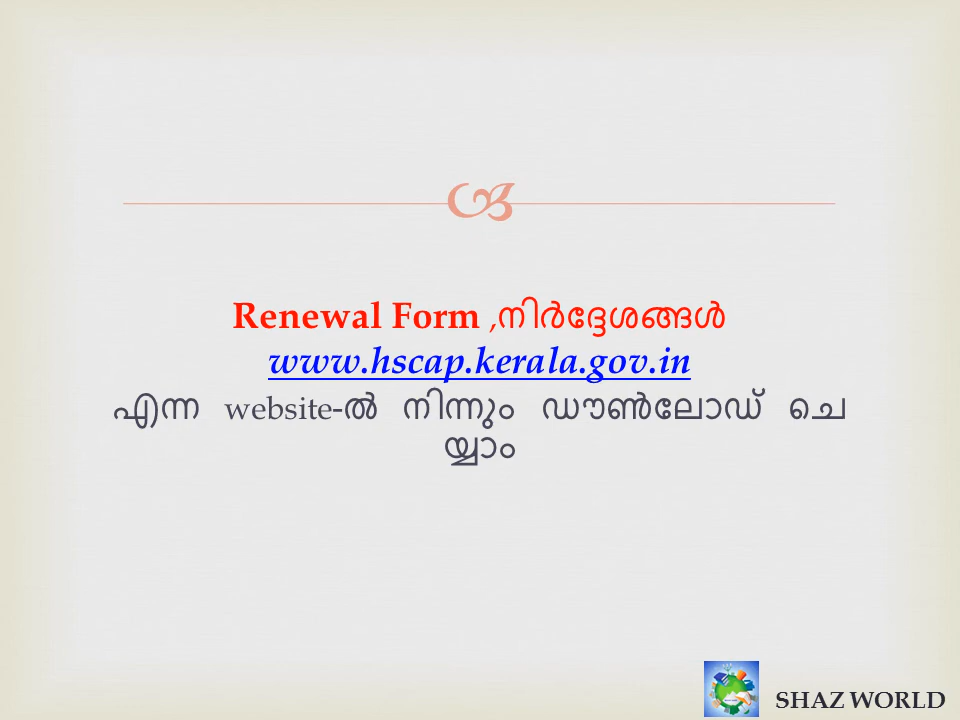 Renewal Form ,നിർദ്ദേശങ്ങൾ
www.hscap.kerala.gov.in
എന്ന website-ൽ നിന്നും ഡൗൺലോഡ് ചെ
യ്യാം
SHAZ WORLD